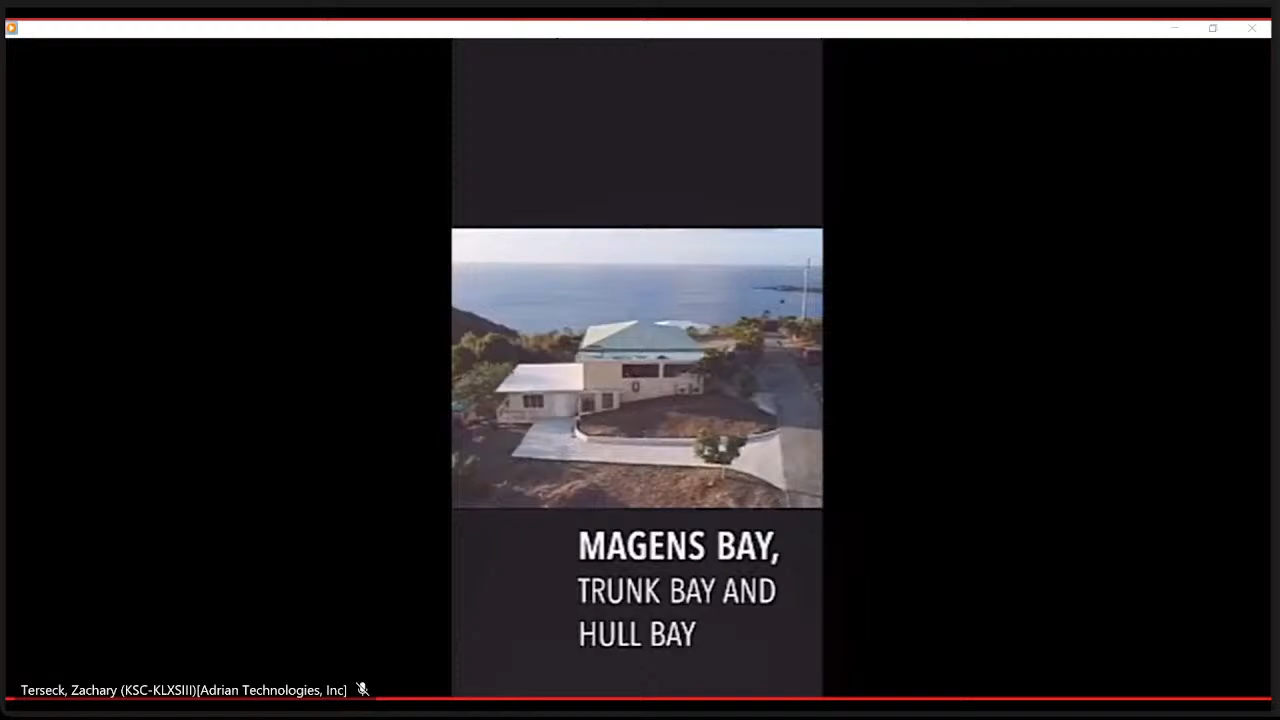 MAGENS BAY,
TRUNK BAY AND
HULL BAY
Terseck, Zachary (KSC-KLXSIII)[Adrian Technologies, Inc]